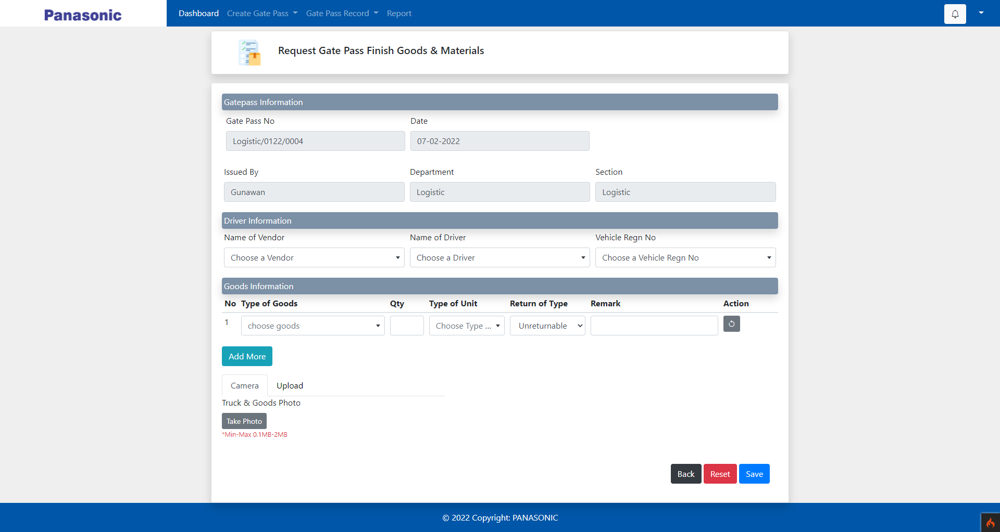 Panasonic
Dashboard Create Gate Pass Gate Pass Record Report
Request Gate Pass Finish Goods & Materials
Gatepass Information
Gate Pass No Date
Logistic/0122/0004 07-02-2022
Issued By Department Section
Gunawan Logistic Logistic
Driver Information
Name of Vendor Name of Driver Vehicle Regn No
Choose a Vendor Choose a Driver Choose a Vehicle Regn No
Goods Information
No Type of Goods Qty Type of Unit Return of Type Remark Action
1 choose goods Choose Type ... Unreturnable
Add More
Camera Upload
Truck & Goods Photo
Take Photo
*Min-Max 0.1MB-2MB
Back Reset Save
© 2022 Copyright: PANASONIC